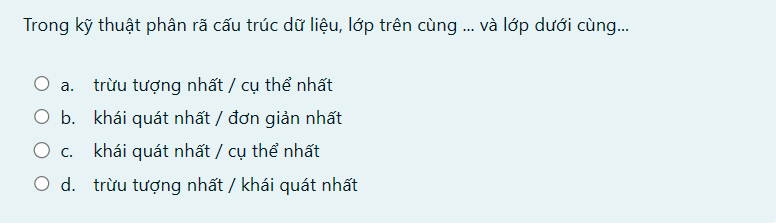 Trong kỹ thuật phân rã cấu trúc dữ liệu, lớp trên cùng ... và lớp dưới cùng...
a. trừu tượng nhất / cụ thể nhất
b. khái quát nhất / đơn giản nhất
c. khái quát nhất / cụ thể nhất
d. trừu tượng nhất / khái quát nhất